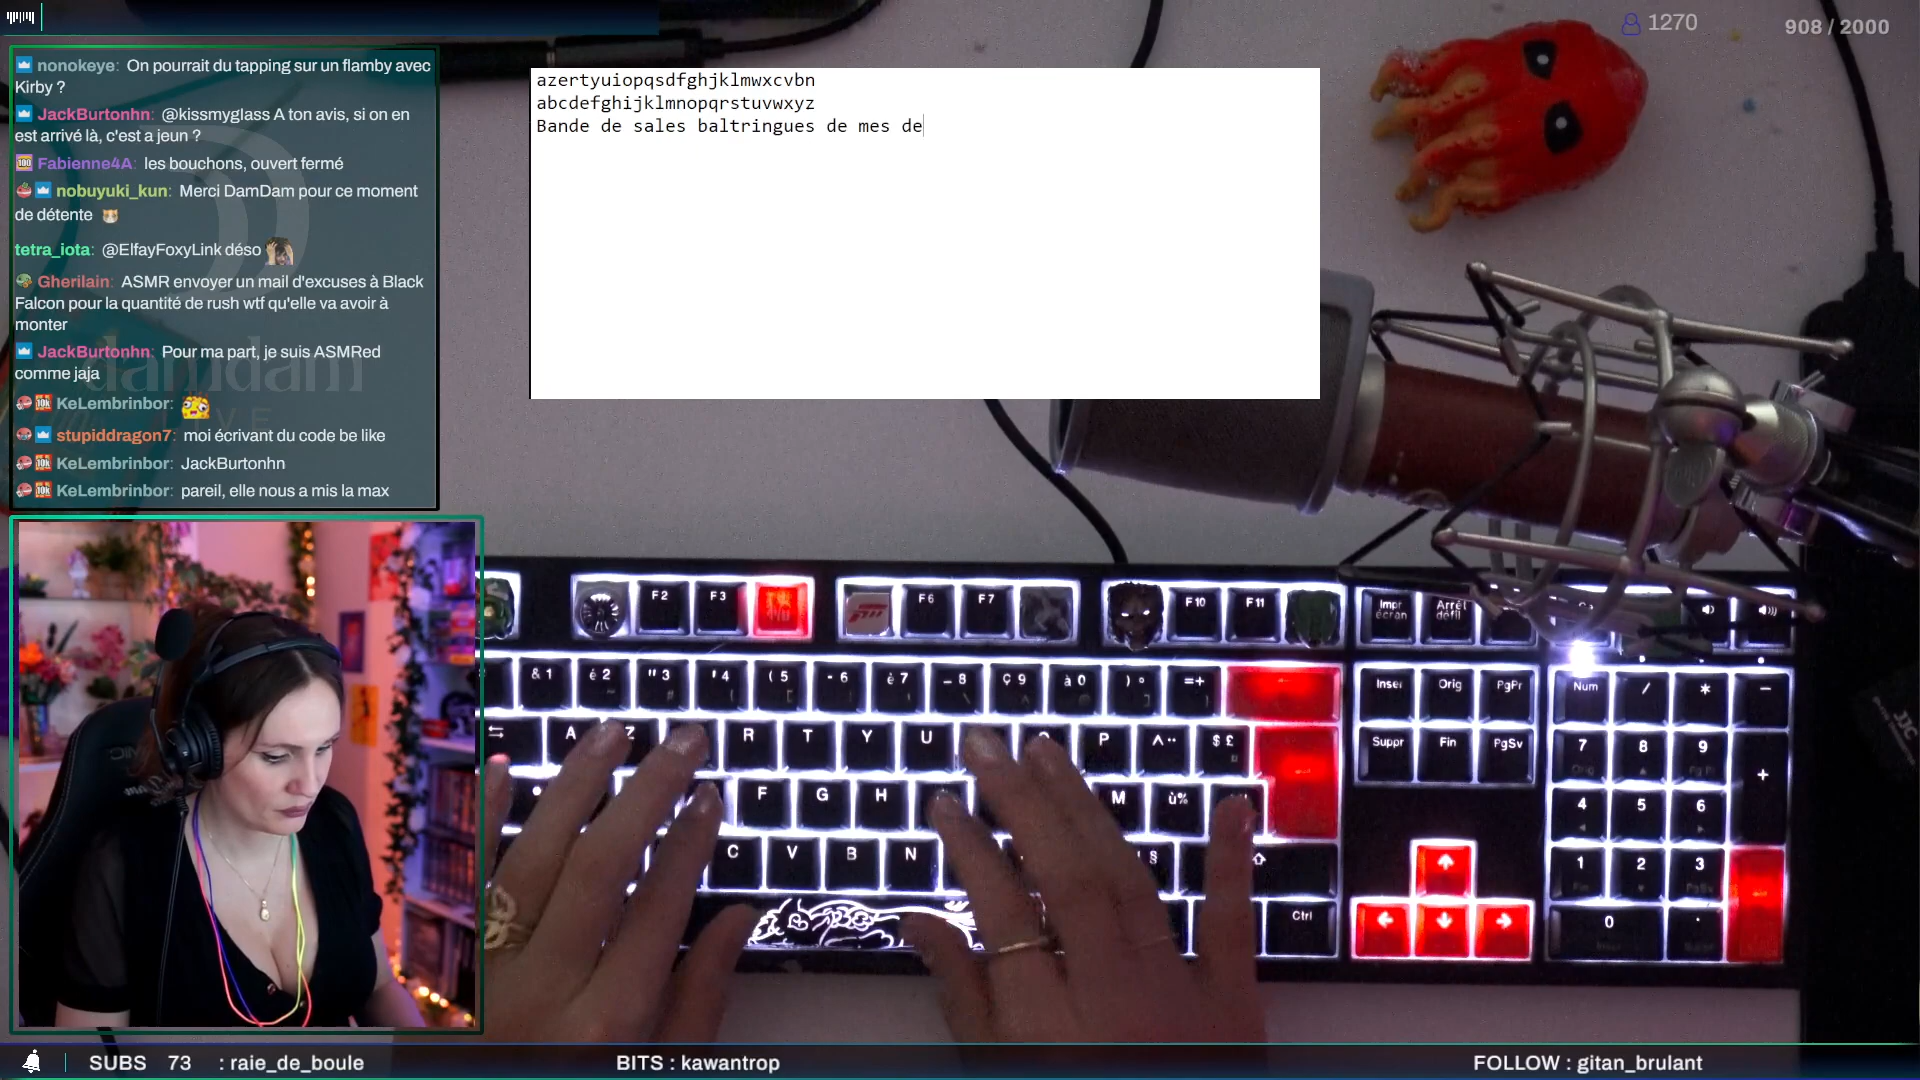 1270
908 / 2000
nonokeye: On pourrait du tapping sur un flamby avec
Kirby ?
JackBurtonhn: @kissmyglass A ton avis, si on en
est arrivé là, c'est a jeun ?
Fabienne4A: les bouchons, ouvert fermé
nobuyuki_kun: Merci DamDam pour ce moment
de détente
tetra_iota: @ElfayFoxyLink déso
Gherilain: ASMR envoyer un mail d'excuses à Black
Falcon pour la quantité de rush wtf qu'elle va avoir à
monter
JackBurtonhn: Pour ma part, je suis ASMRed
comme jaja
damdam
LIVE
KeLembrinbor:
stupiddragon7: moi écrivant du code be like
KeLembrinbor: JackBurtonhn
KeLembrinbor: pareil, elle nous a mis la max
azertyuiopqsdfghjklmwxcvbn
abcdefghijklmnopqrstuvwxyz
Bande de sales baltringues de mes de
F2 F3 F6 F7 F10 F11 Impr écran Arrêt défil
& 1 é 2 " 3 ' 4 ( 5 - 6 è 7 _ 8 ç 9 à 0 ) ° = + Inser Orig PgPr Num / * -
A Z R T Y U P ^ ¨ $ £ Suppr Fin PgSv 7 8 9 +
F G H M ù % 4 5 6
C V B N § 1 2 3
Ctrl 0 .
SUBS 73 : raie_de_boule
BITS : kawantrop
FOLLOW : gitan_brulant